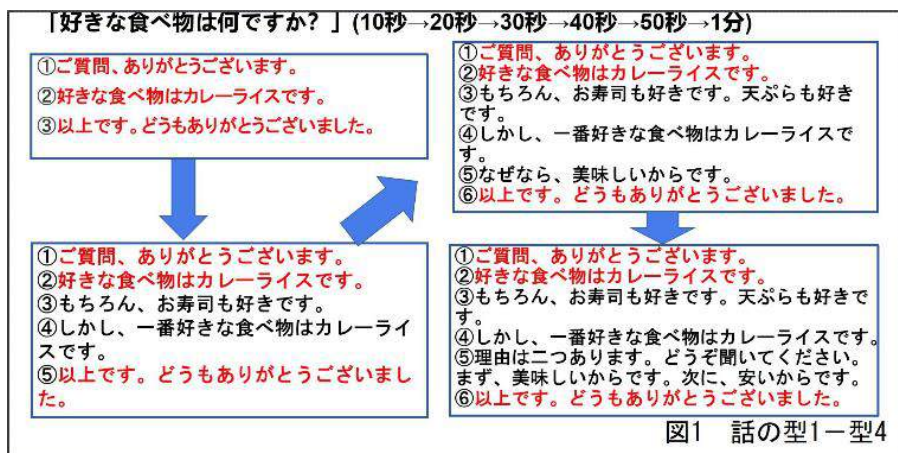 「好きな食べ物は何ですか？」(10秒→20秒→30秒→40秒→50秒→1分)
①ご質問、ありがとうございます。
②好きな食べ物はカレーライスです。
③以上です。どうもありがとうございました。
①ご質問、ありがとうございます。
②好きな食べ物はカレーライスです。
③もちろん、お寿司も好きです。
④しかし、一番好きな食べ物はカレーライ
スです。
⑤以上です。どうもありがとうございまし
た。
①ご質問、ありがとうございます。
②好きな食べ物はカレーライスです。
③もちろん、お寿司も好きです。天ぷらも好き
です。
④しかし、一番好きな食べ物はカレーライスで
す。
⑤なぜなら、美味しいからです。
⑥以上です。どうもありがとうございました。
①ご質問、ありがとうございます。
②好きな食べ物はカレーライスです。
③もちろん、お寿司も好きです。天ぷらも好きで
す。
④しかし、一番好きな食べ物はカレーライスです。
⑤理由は二つあります。どうぞ聞いてください。
まず、美味しいからです。次に、安いからです。
⑥以上です。どうもありがとうございました。
図1　話の型1－型4